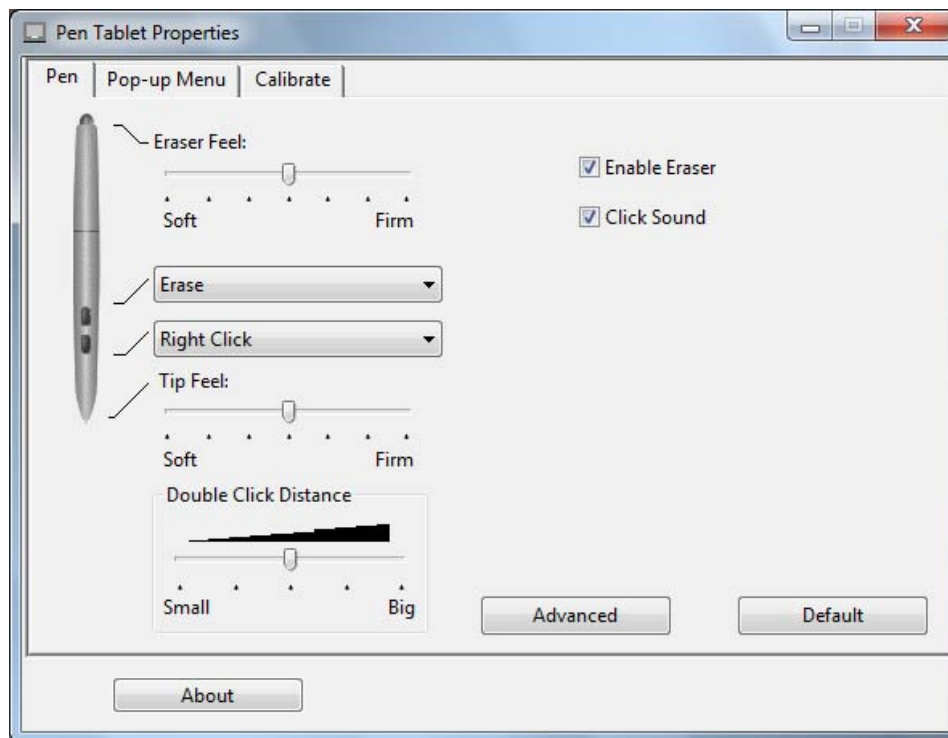 Pen Tablet Properties
Pen Pop-up Menu Calibrate
Eraser Feel:
Soft Firm
Enable Eraser
Click Sound
Erase
Right Click
Tip Feel:
Soft Firm
Double Click Distance
Small Big
Advanced Default
About